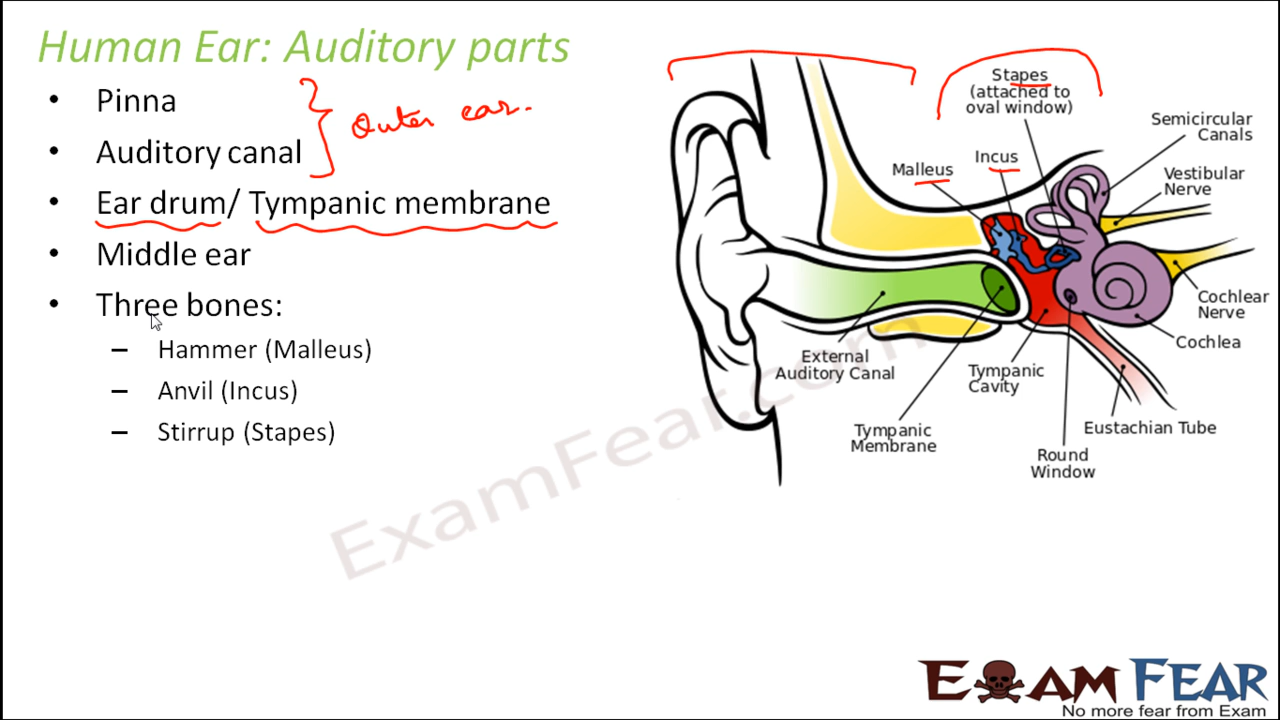 Human Ear: Auditory parts
• Pinna
• Auditory canal
Outer ear.
• Ear drum/ Tympanic membrane
• Middle ear
• Three bones:
– Hammer (Malleus)
– Anvil (Incus)
– Stirrup (Stapes)
Stapes
(attached to
oval window)
Semicircular
Canals
Incus
Malleus
Vestibular
Nerve
Cochlear
Nerve
Cochlea
External
Auditory Canal
Tympanic
Cavity
Tympanic
Membrane
Eustachian Tube
Round
Window
ExamFear.com
EXAM FEAR
No more fear from Exam